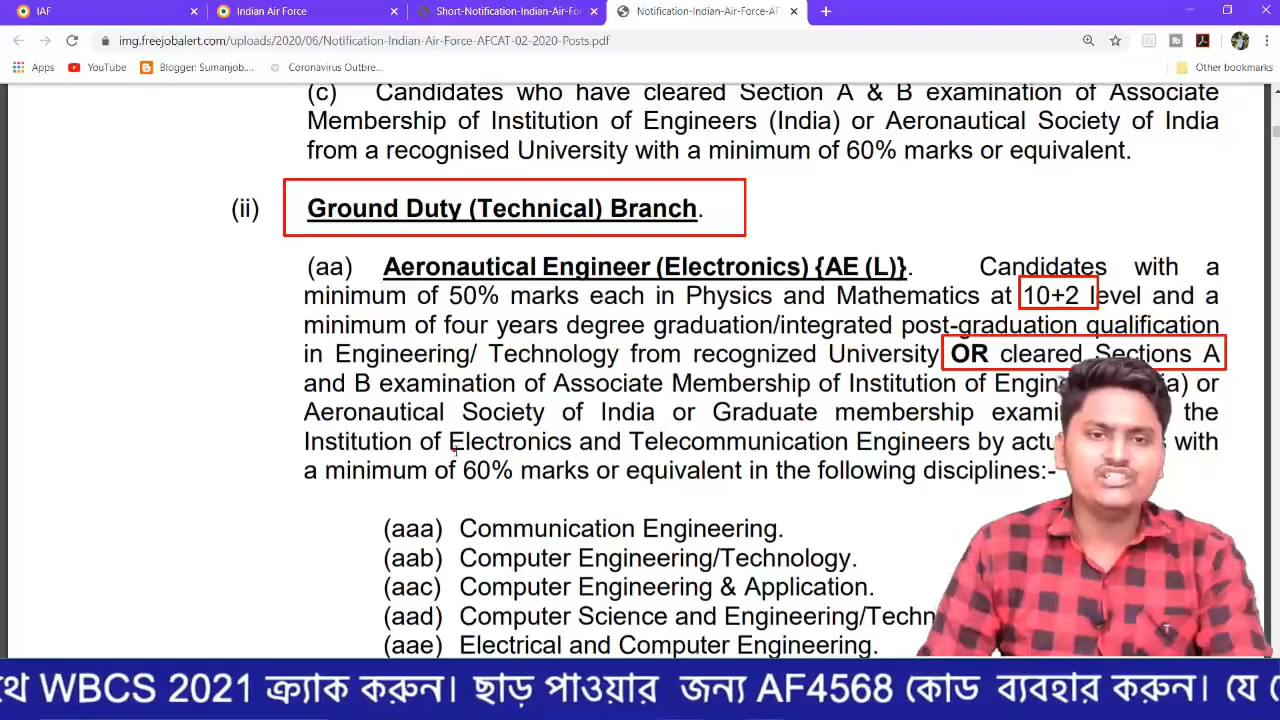 IAF
Indian Air Force
Short-Notification-Indian-Air-For
Notification-Indian-Air-Force-AF
img.freejobalert.com/uploads/2020/06/Notification-Indian-Air-Force-AFCAT-02-2020-Posts.pdf
Apps YouTube Blogger: Sumanjob.... Coronavirus Outbre... Other bookmarks
(c) Candidates who have cleared Section A & B examination of Associate
Membership of Institution of Engineers (India) or Aeronautical Society of India
from a recognised University with a minimum of 60% marks or equivalent.
(ii) Ground Duty (Technical) Branch.
(aa) Aeronautical Engineer (Electronics) {AE (L)}. Candidates with a
minimum of 50% marks each in Physics and Mathematics at 10+2 level and a
minimum of four years degree graduation/integrated post-graduation qualification
in Engineering/ Technology from recognized University OR cleared Sections A
and B examination of Associate Membership of Institution of or
Aeronautical Society of India or Graduate membership the
Institution of Electronics and Telecommunication Engineers by with
a minimum of 60% marks or equivalent in the following disciplines:-
(aaa) Communication Engineering.
(aab) Computer Engineering/Technology.
(aac) Computer Engineering & Application.
(aad) Computer Science and Engineering/Techn
(aae) Electrical and Computer Engineering.
WBCS 2021 ক্র্যাক করুন। ছাড় পাওয়ার জন্য AF4568 কোড ব্যবহার করুন। যে